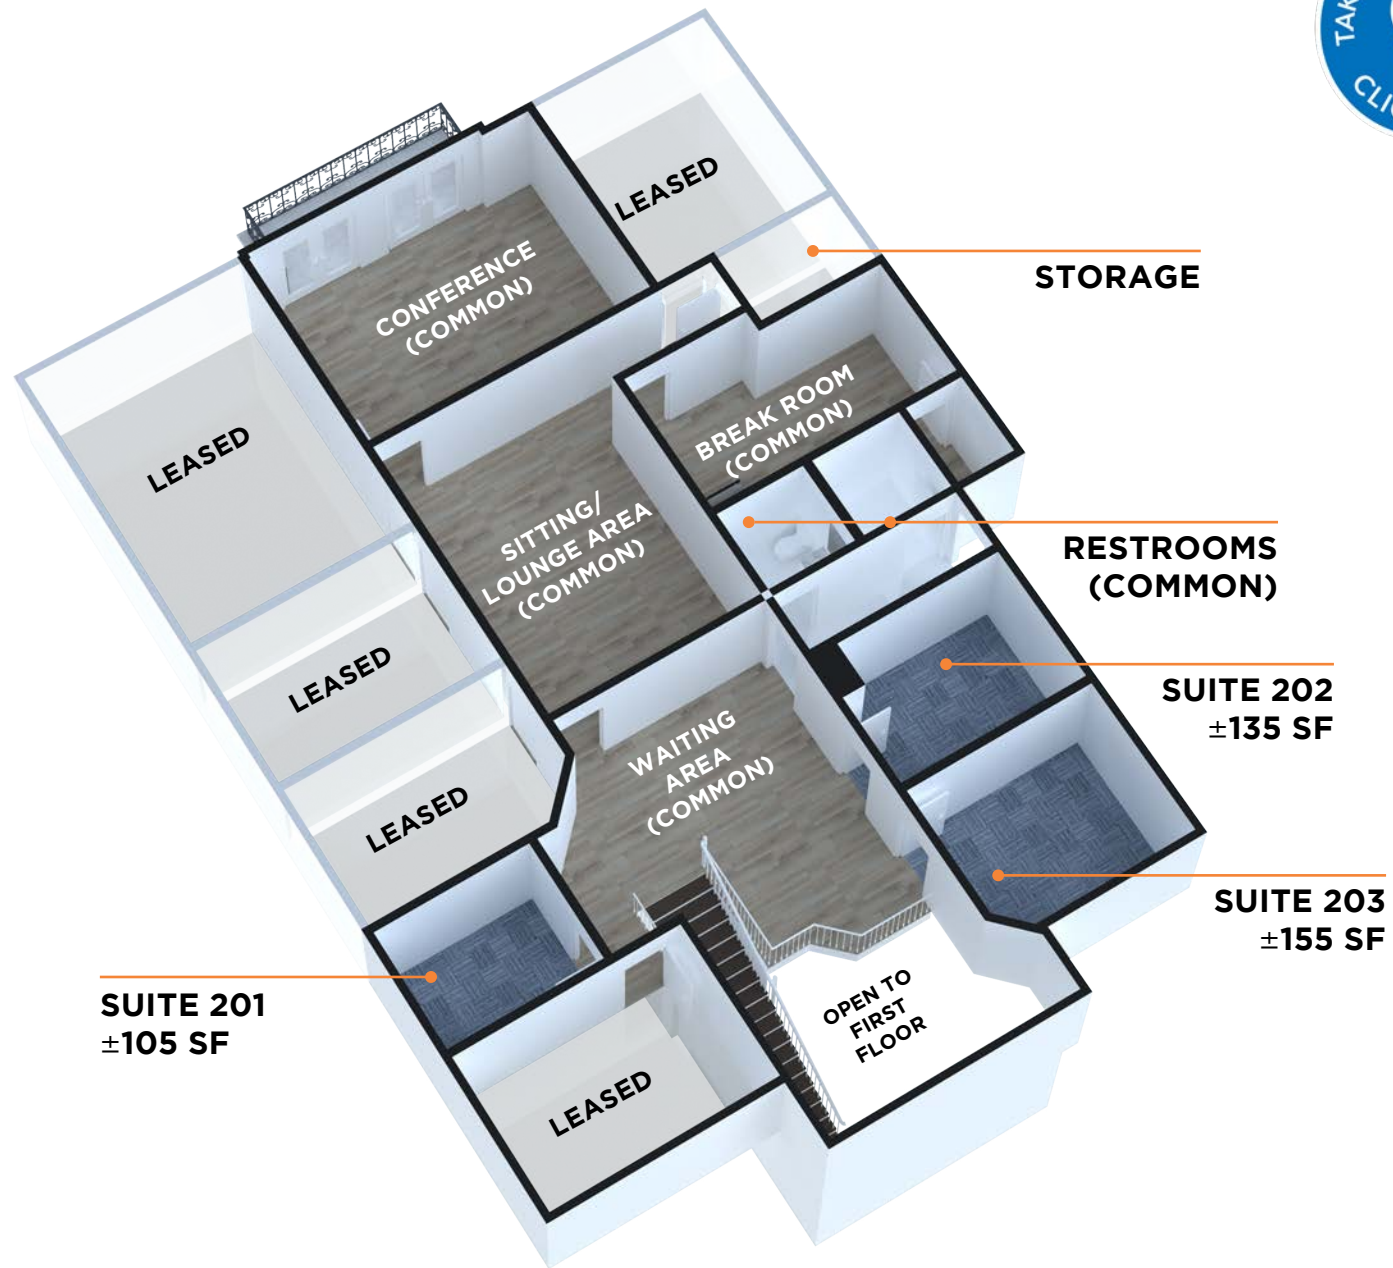 LEASED
CONFERENCE
(COMMON)
STORAGE
BREAK ROOM
(COMMON)
LEASED
SITTING/
LOUNGE AREA
(COMMON)
RESTROOMS
(COMMON)
LEASED
SUITE 202
±135 SF
WAITING
AREA
(COMMON)
LEASED
SUITE 203
±155 SF
SUITE 201
±105 SF
OPEN TO
FIRST
FLOOR
LEASED